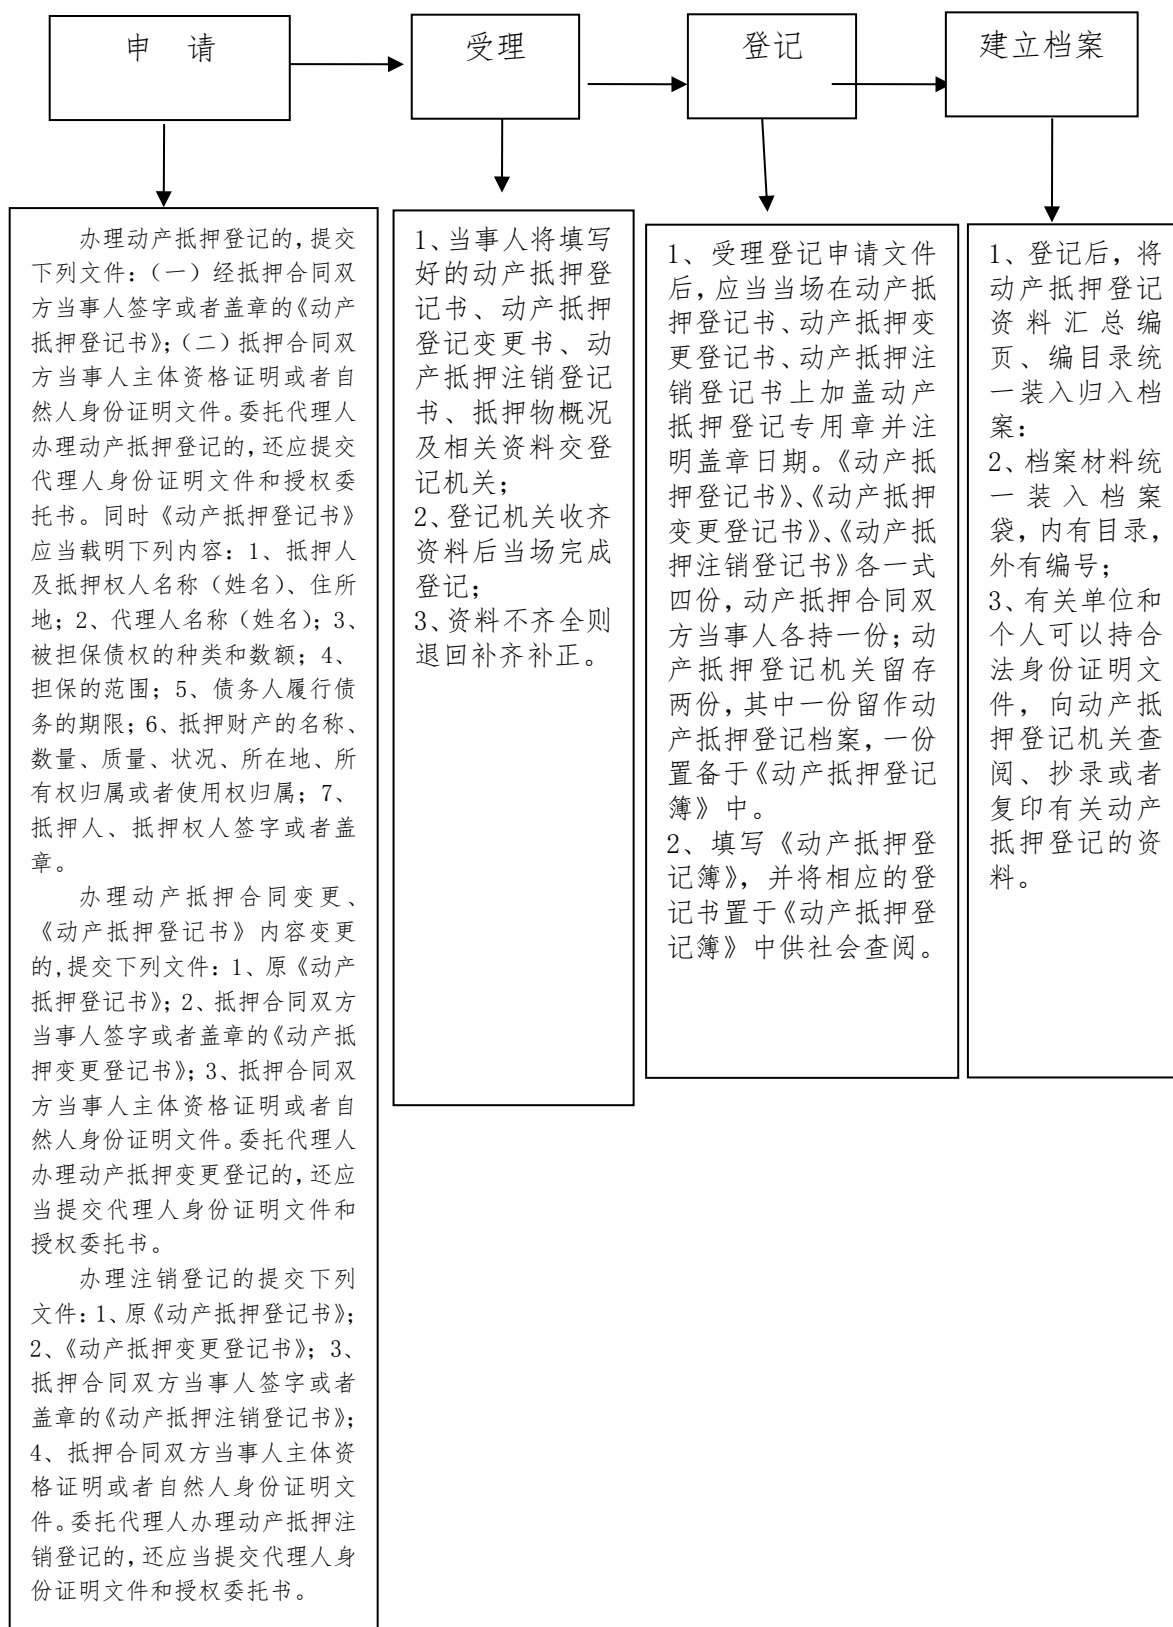 申 请
受理
登记
建立档案
办理动产抵押登记的，提交
下列文件：（一）经抵押合同双
方当事人签字或者盖章的《动产
抵押登记书》；（二）抵押合同双
方当事人主体资格证明或者自
然人身份证明文件。委托代理人
办理动产抵押登记的，还应提交
代理人身份证明文件和授权委
托书。同时《动产抵押登记书》
应当载明下列内容：1、抵押人
及抵押权人名称（姓名）、住所
地；2、代理人名称（姓名）；3、
被担保债权的种类和数额；4、
担保的范围；5、债务人履行债
务的期限；6、抵押财产的名称、
数量、质量、状况、所在地、所
有权归属或者使用权归属；7、
抵押人、抵押权人签字或者盖
章。
办理动产抵押合同变更、
《动产抵押登记书》内容变更
的，提交下列文件：1、原《动产
抵押登记书》；2、抵押合同双方
当事人签字或者盖章的《动产抵
押变更登记书》；3、抵押合同双
方当事人主体资格证明或者自
然人身份证明文件。委托代理人
办理动产抵押变更登记的，还应
当提交代理人身份证明文件和
授权委托书。
办理注销登记的提交下列
文件：1、原《动产抵押登记书》；
2、《动产抵押变更登记书》；3、
抵押合同双方当事人签字或者
盖章的《动产抵押注销登记书》；
4、抵押合同双方当事人主体资
格证明或者自然人身份证明文
件。委托代理人办理动产抵押注
销登记的，还应当提交代理人身
份证明文件和授权委托书。
1、当事人将填写
好的动产抵押登
记书、动产抵押
登记变更书、动
产抵押注销登记
书、抵押物概况
及相关资料交登
记机关；
2、登记机关收齐
资料后当场完成
登记；
3、资料不齐全则
退回补齐补正。
1、受理登记申请文件
后，应当当场在动产抵
押登记书、动产抵押变
更登记书、动产抵押注
销登记书上加盖动产
抵押登记专用章并注
明盖章日期。《动产抵
押登记书》、《动产抵押
变更登记书》、《动产抵
押注销登记书》各一式
四份，动产抵押合同双
方当事人各持一份；动
产抵押登记机关留存
两份，其中一份留作动
产抵押登记档案，一份
置备于《动产抵押登记
簿》中。
2、填写《动产抵押登
记簿》，并将相应的登
记书置于《动产抵押登
记簿》中供社会查阅。
1、登记后，将
动产抵押登记
资料汇总编
页、编目录统
一装入归入档
案：
2、档案材料统
一装入档案
袋，内有目录，
外有编号；
3、有关单位和
个人可以持合
法身份证明文
件，向动产抵
押登记机关查
阅、抄录或者
复印有关动产
抵押登记的资
料。